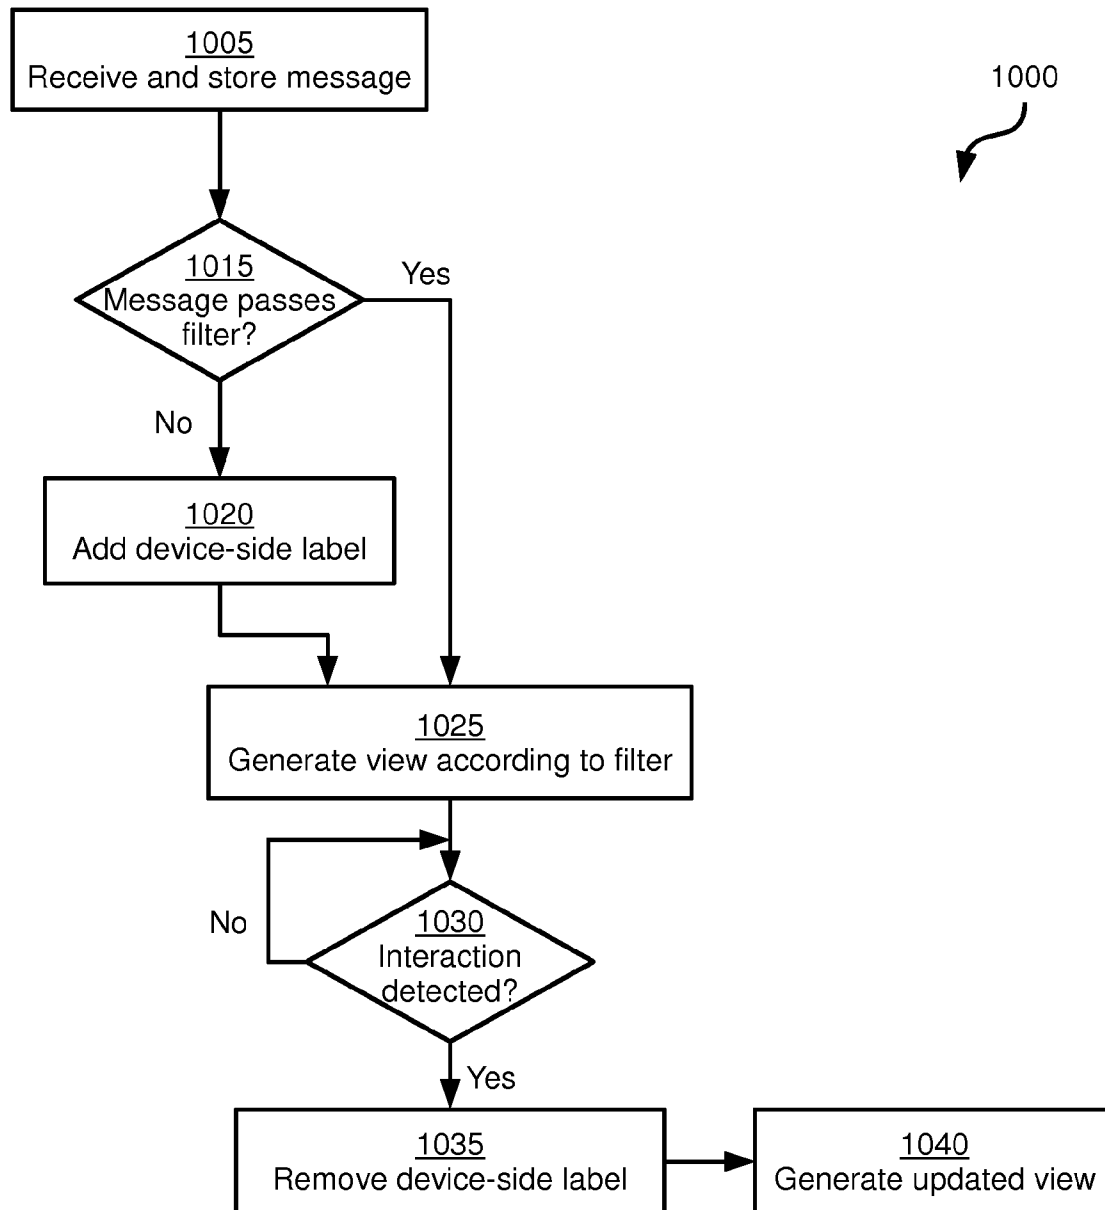 1005
Receive and store message
1000
1015
Message passes
filter?
Yes
No
1020
Add device-side label
1025
Generate view according to filter
1030
Interaction
detected?
No
Yes
1035
Remove device-side label
1040
Generate updated view